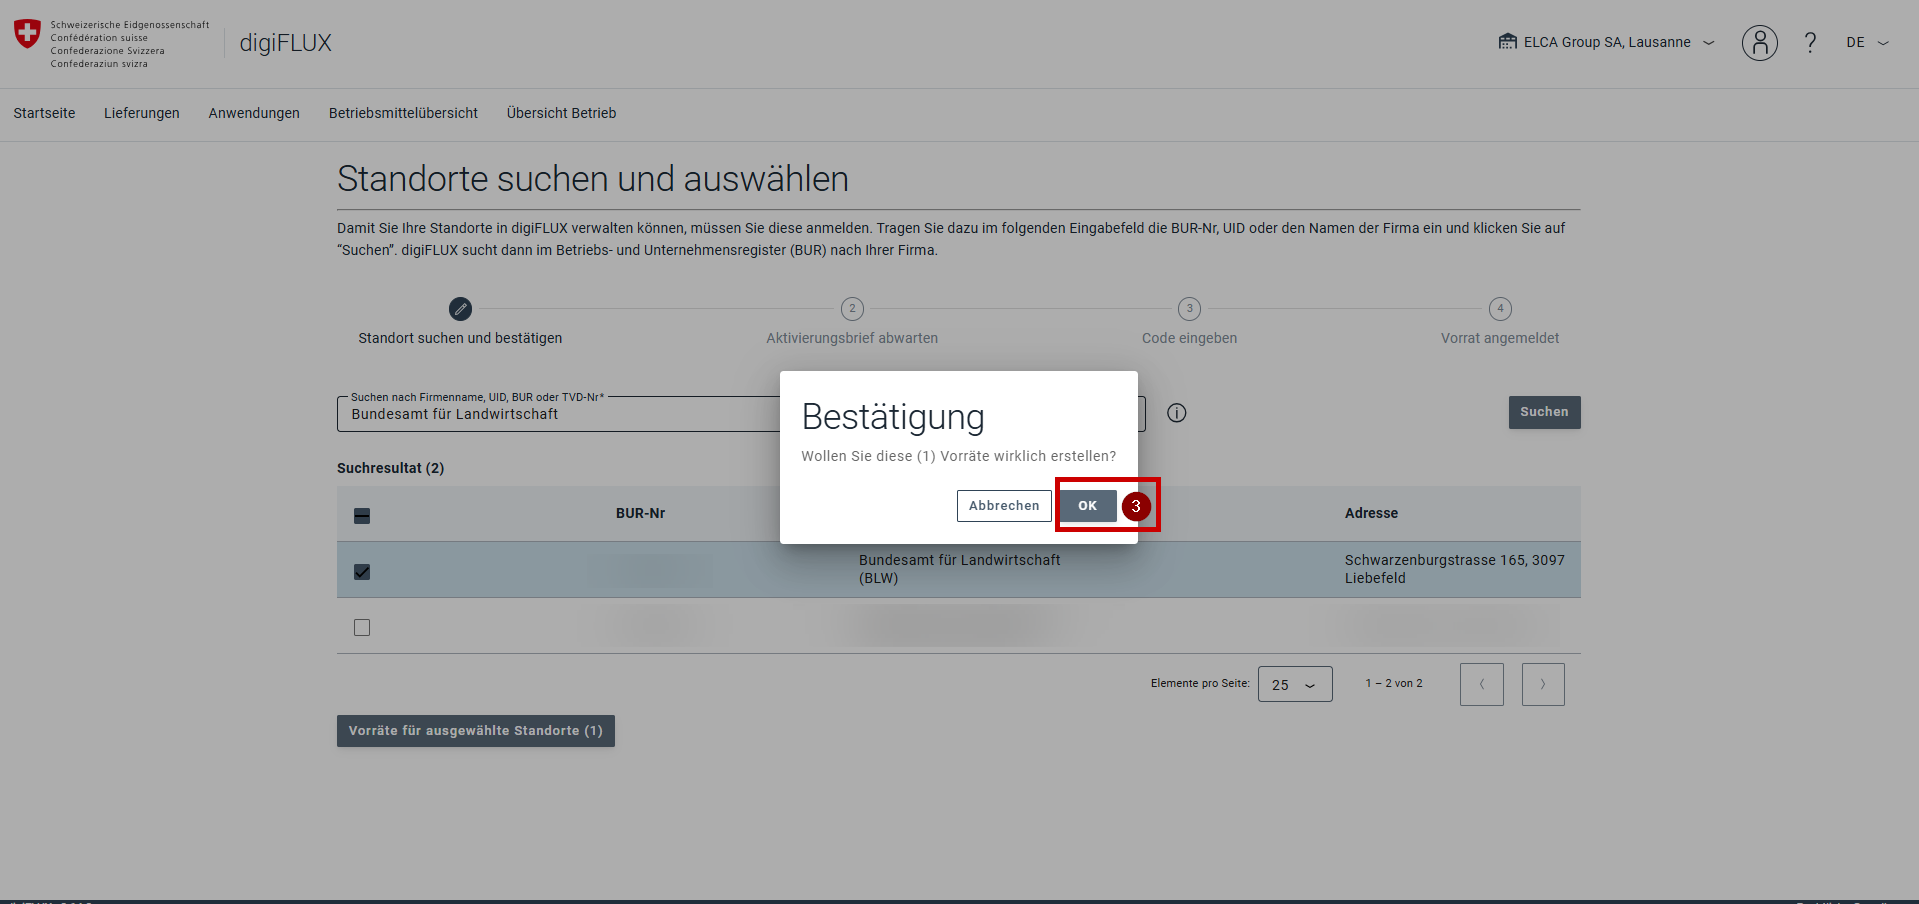 Schweizerische Eidgenossenschaft
Confédération suisse
Confederazione Svizzera
Confederaziun svizra
digiFLUX
ELCA Group SA, Lausanne
?
DE
Startseite
Lieferungen
Anwendungen
Betriebsmittelübersicht
Übersicht Betrieb
Standorte suchen und auswählen
Damit Sie Ihre Standorte in digiFLUX verwalten können, müssen Sie diese anmelden. Tragen Sie dazu im folgenden Eingabefeld die BUR-Nr, UID oder den Namen der Firma ein und klicken Sie auf
“Suchen”. digiFLUX sucht dann im Betriebs- und Unternehmensregister (BUR) nach Ihrer Firma.
Standort suchen und bestätigen
2
Aktivierungsbrief abwarten
3
Code eingeben
4
Vorrat angemeldet
Suchen nach Firmenname, UID, BUR oder TVD-Nr*
Bundesamt für Landwirtschaft
Suchen
Bestätigung
Wollen Sie diese (1) Vorräte wirklich erstellen?
Abbrechen
OK
3
Suchresultat (2)
BUR-Nr
Adresse
Bundesamt für Landwirtschaft
(BLW)
Schwarzenburgstrasse 165, 3097
Liebefeld
Elemente pro Seite:
25
1 – 2 von 2
Vorräte für ausgewählte Standorte (1)